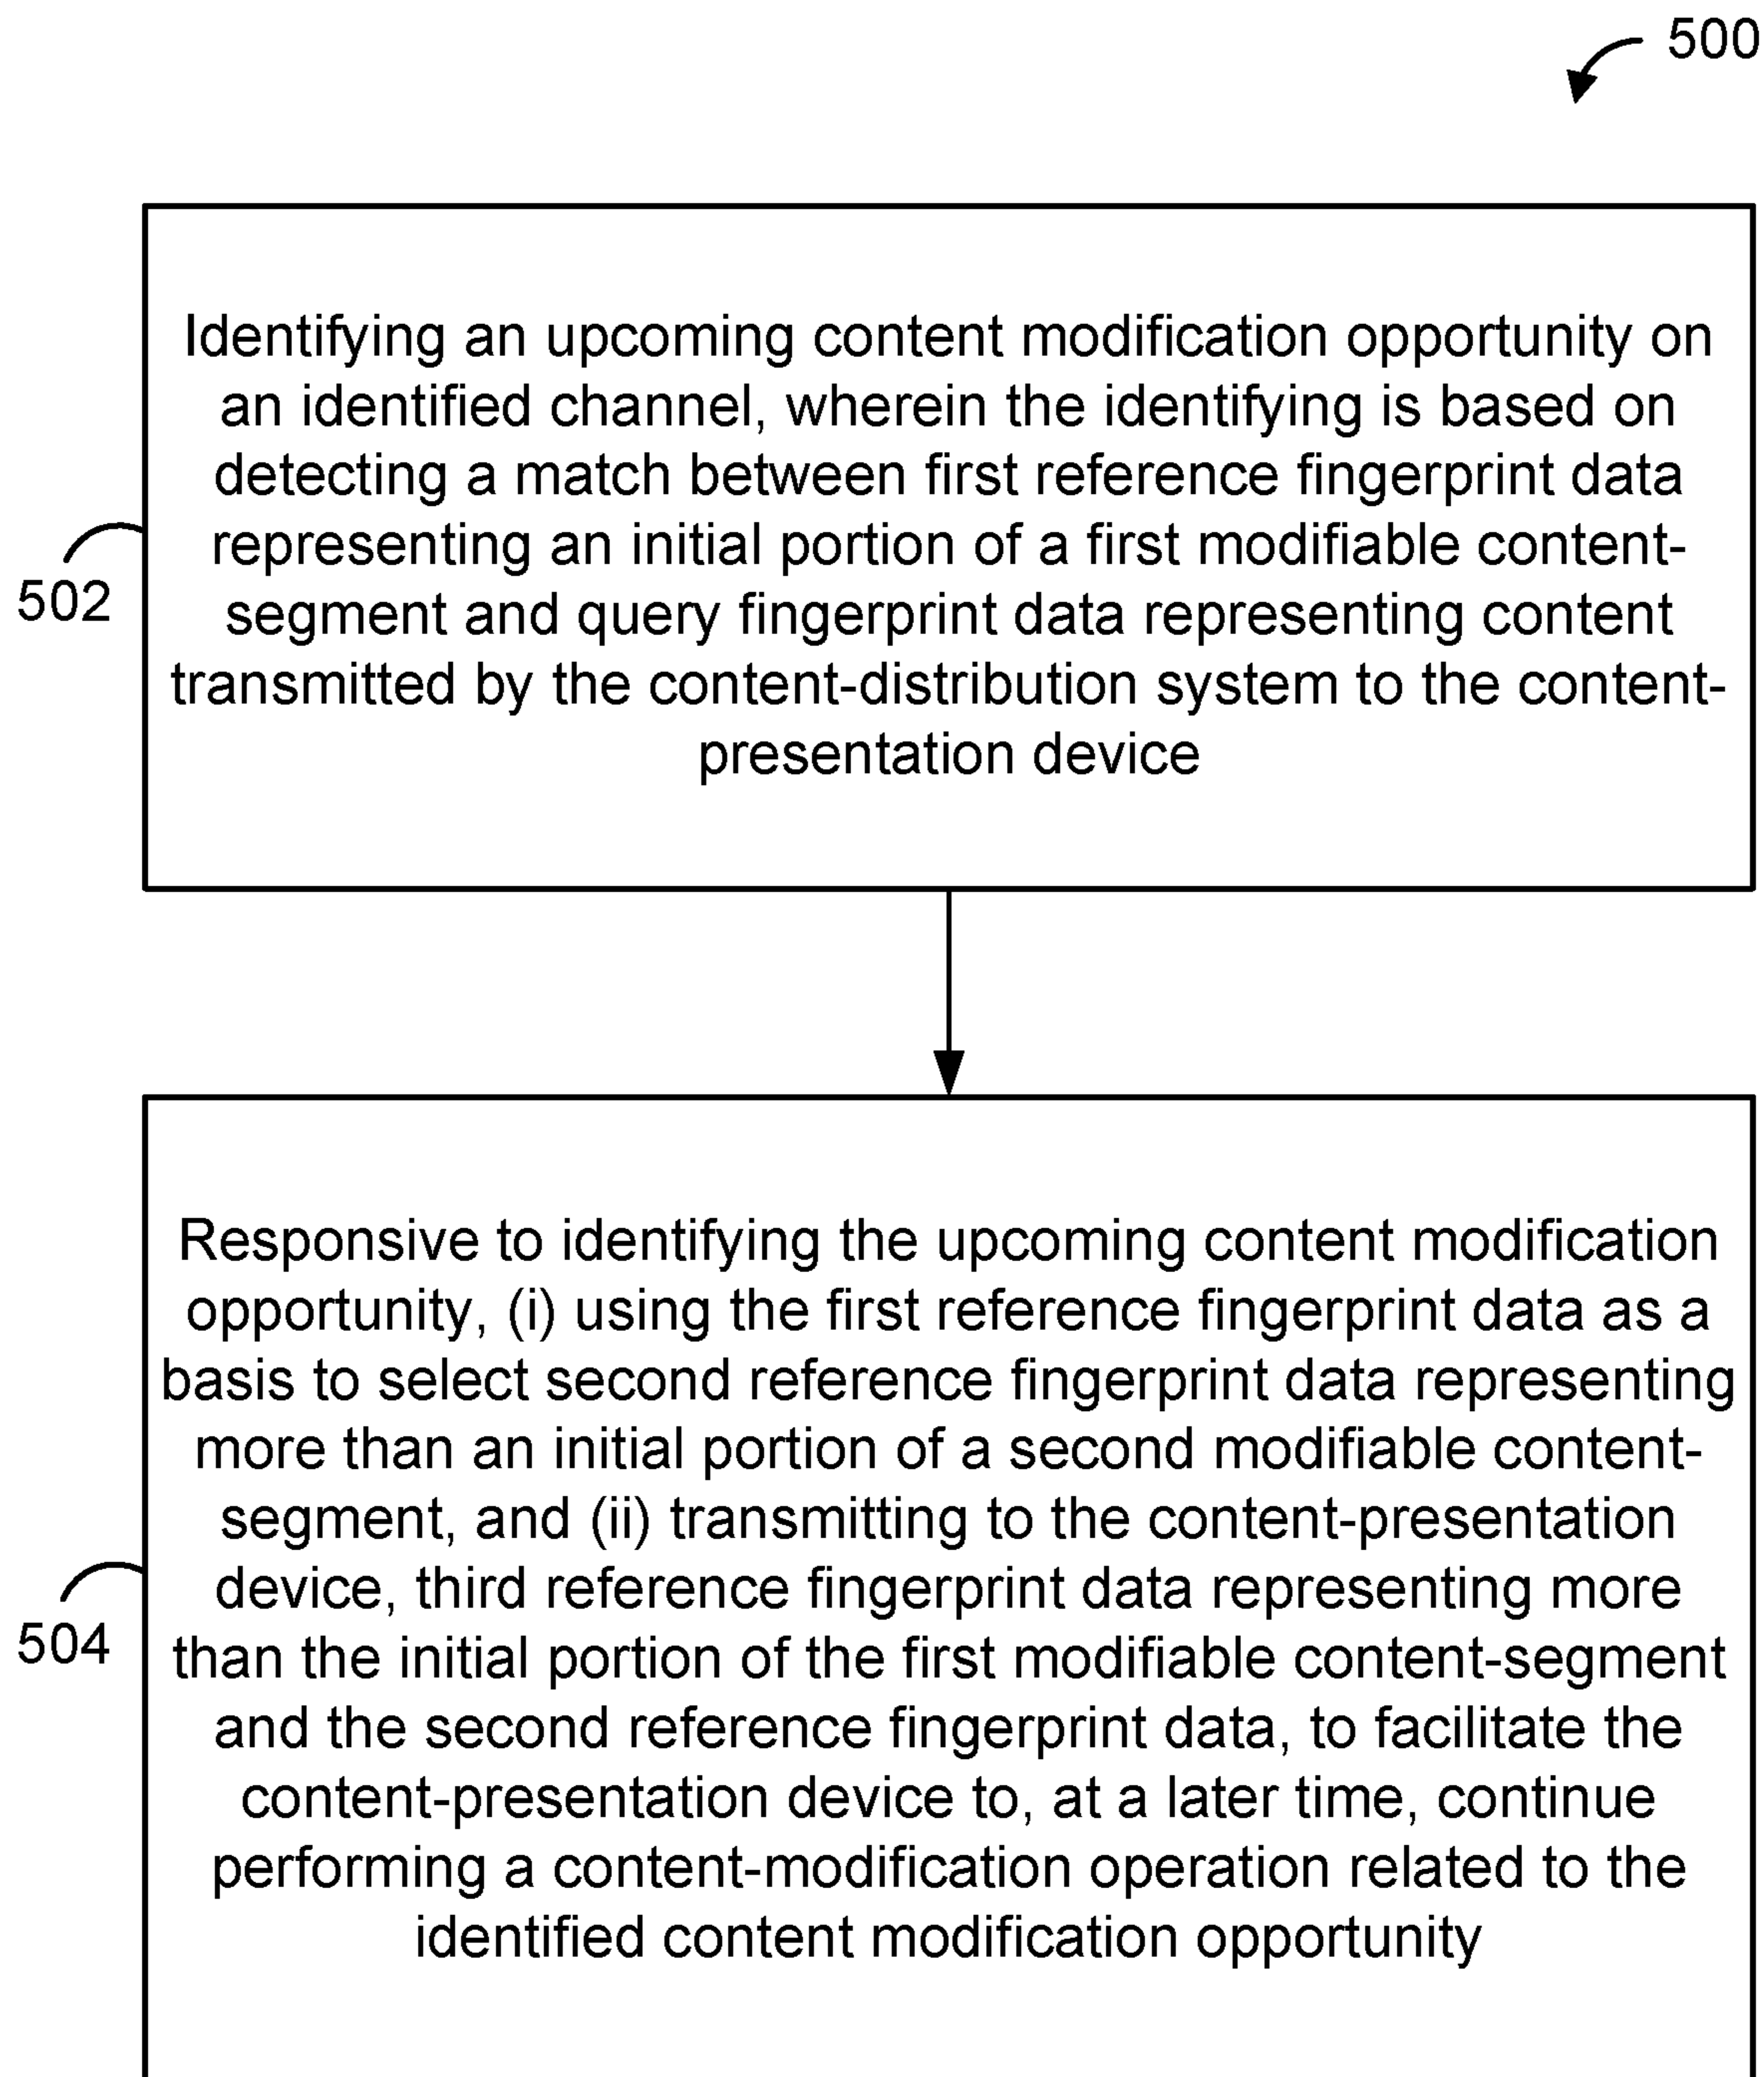 500
Identifying an upcoming content modification opportunity on
an identified channel, wherein the identifying is based on
detecting a match between first reference fingerprint data
representing an initial portion of a first modifiable content-
segment and query fingerprint data representing content
transmitted by the content-distribution system to the content-
presentation device
502
Responsive to identifying the upcoming content modification
opportunity, (i) using the first reference fingerprint data as a
basis to select second reference fingerprint data representing
more than an initial portion of a second modifiable content-
segment, and (ii) transmitting to the content-presentation
device, third reference fingerprint data representing more
than the initial portion of the first modifiable content-segment
and the second reference fingerprint data, to facilitate the
content-presentation device to, at a later time, continue
performing a content-modification operation related to the
identified content modification opportunity
504